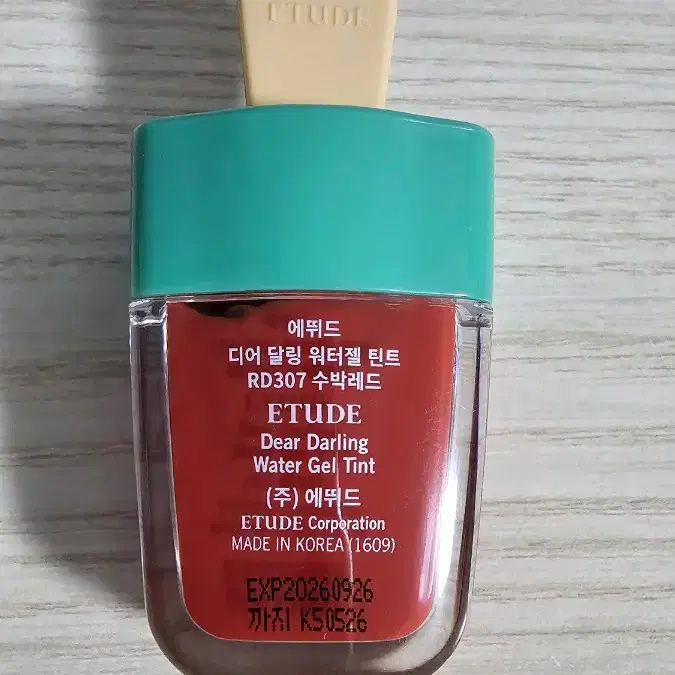 ETUDE
에뛰드
디어 달링 워터젤 틴트
RD307 수박레드
ETUDE
Dear Darling
Water Gel Tint
(주) 에뛰드
ETUDE Corporation
MADE IN KOREA (1609)
EXP20260926
까지 K50526